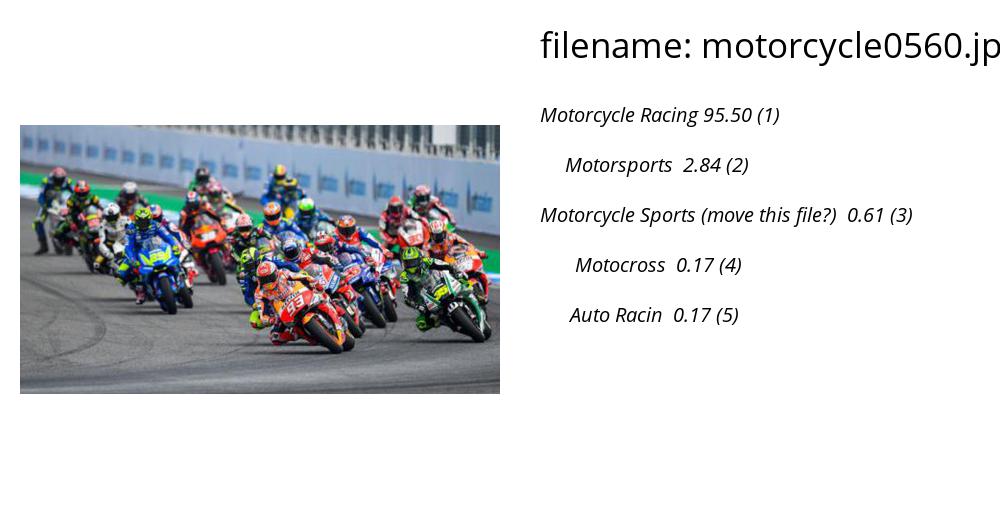 filename: motorcycle0560.jp
Motorcycle Racing 95.50 (1)
Motorsports 2.84 (2)
Motorcycle Sports (move this file?) 0.61 (3)
Motocross 0.17 (4)
Auto Racin 0.17 (5)
93